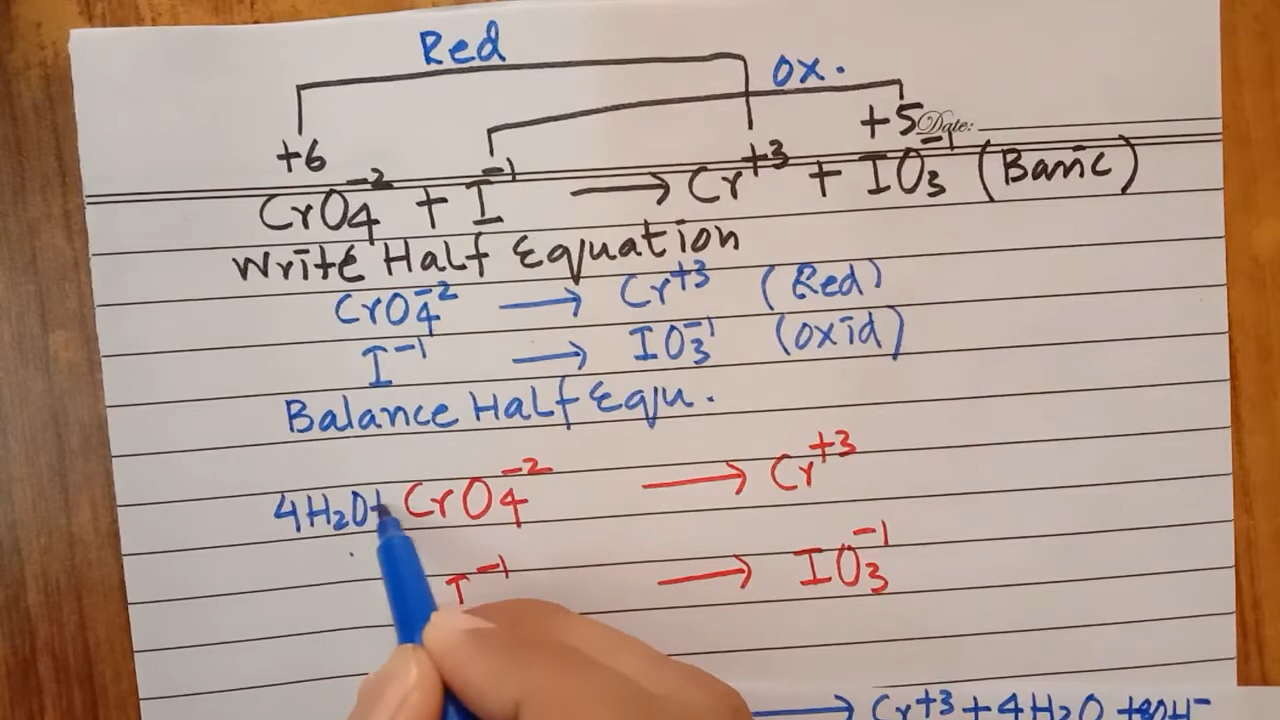 Red
OX.
+6 +5 Date:
CrO4⁻² + I⁻¹ → Cr⁺³ + IO3⁻¹ (Basic)
Write Half Equation
CrO4⁻² → Cr⁺³ (Red)
I⁻¹ → IO3⁻¹ (Oxid)
Balance Half Equ.
4H2O+ CrO4⁻² → Cr⁺³
I⁻¹ → IO3⁻¹
→ Cr⁺³ + 4H2O +